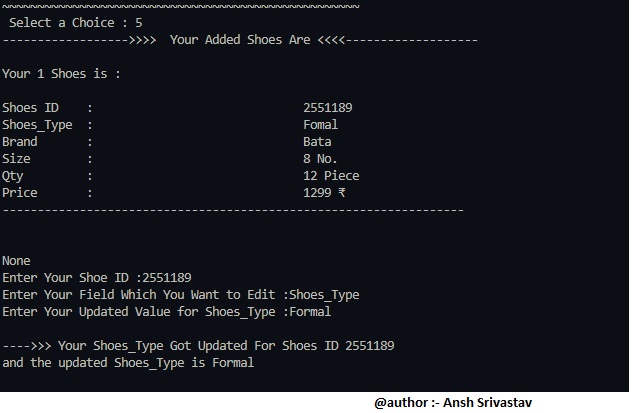 ~~~~~~~~~~~~~~~~~~~~~~~~~~~~~~~~~~~~~~~~~~~~~~~~~~~
Select a Choice : 5
------------------>>>>  Your Added Shoes Are <<<<-------------------
Your 1 Shoes is :
Shoes ID    :                              2551189
Shoes_Type  :                              Fomal
Brand       :                              Bata
Size        :                              8 No.
Qty         :                              12 Piece
Price       :                              1299 ₹
------------------------------------------------------------------
None
Enter Your Shoe ID :2551189
Enter Your Field Which You Want to Edit :Shoes_Type
Enter Your Updated Value for Shoes_Type :Formal
---->>> Your Shoes_Type Got Updated For Shoes ID 2551189
and the updated Shoes_Type is Formal
@author :- Ansh Srivastav